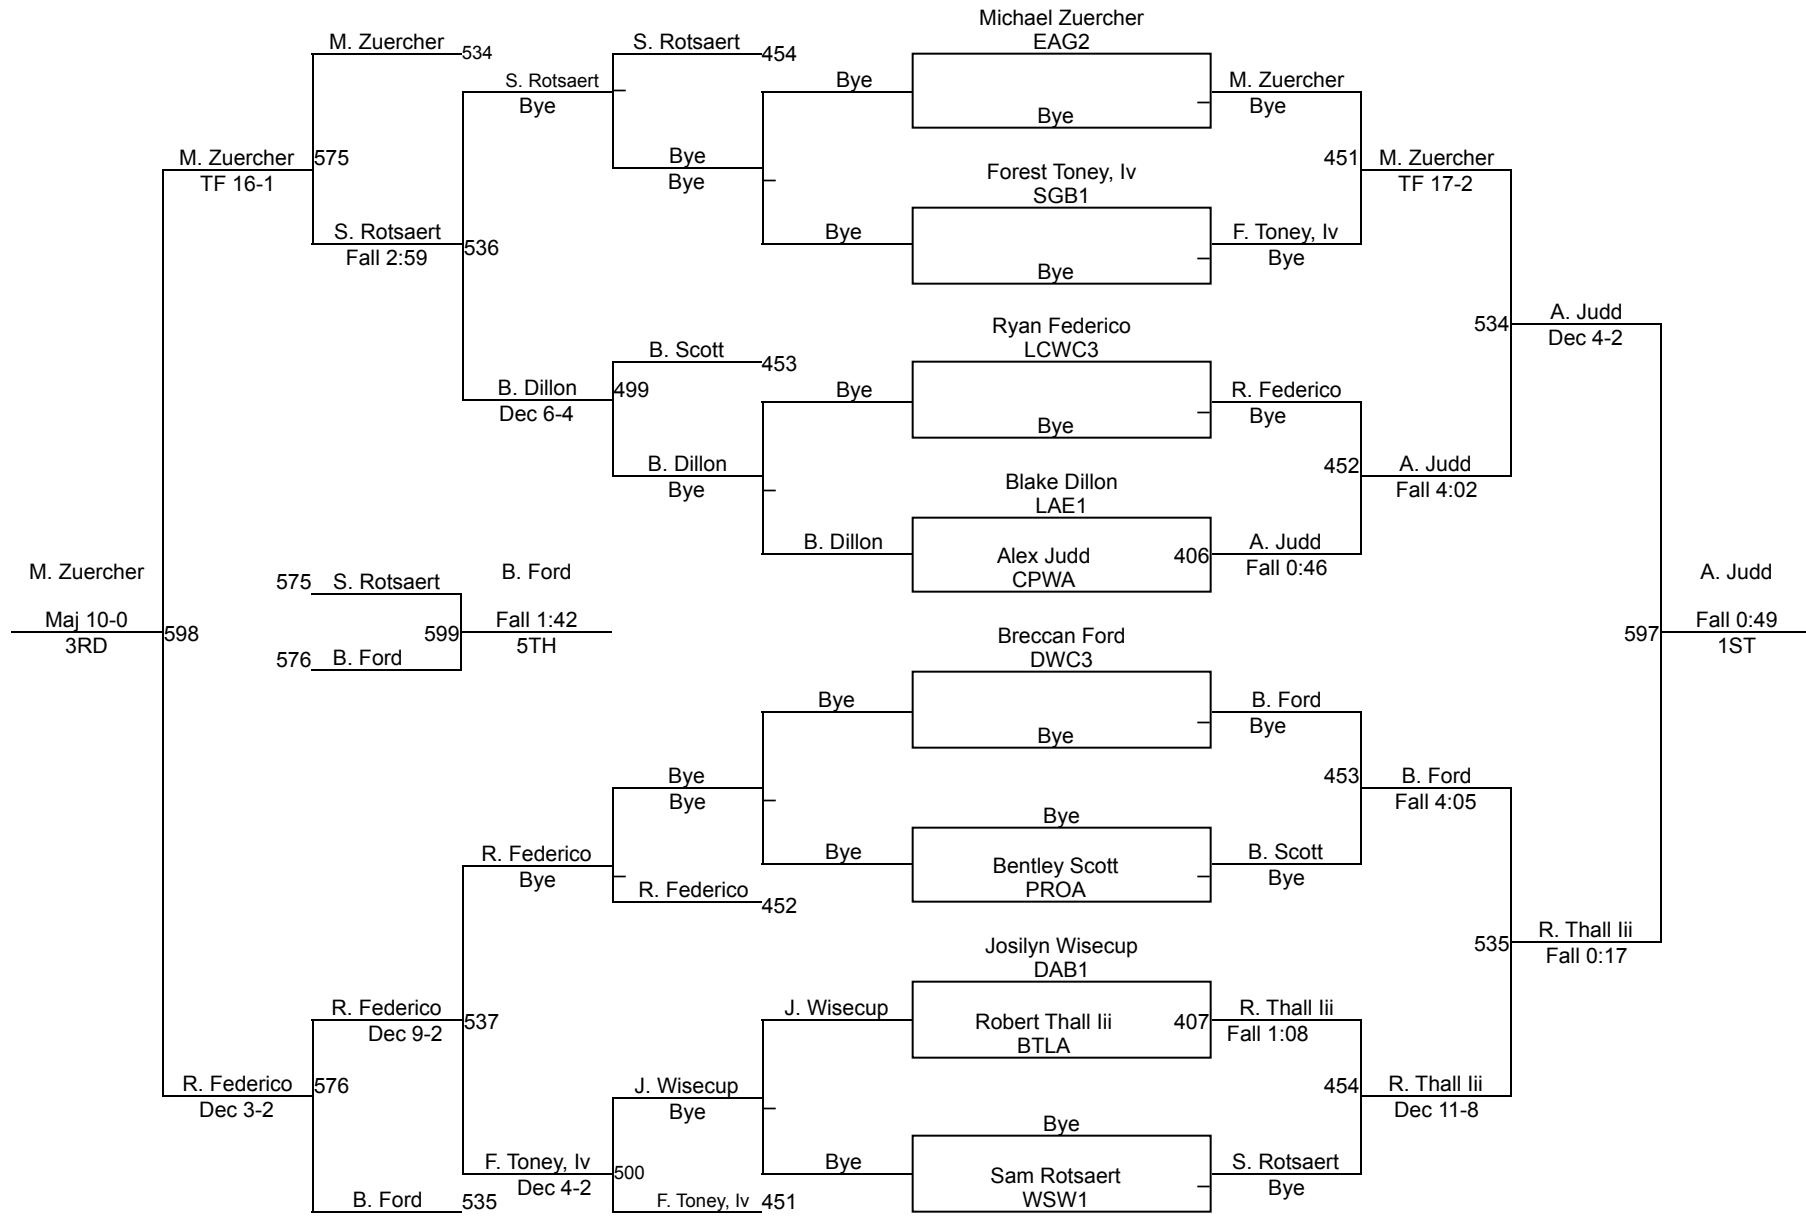 Michael Zuercher
M. Zuercher
S. Rotsaert
EAG2
534
454
S. Rotsaert
Bye
M. Zuercher
Bye
Bye
Bye
M. Zuercher
575
Bye
451
M. Zuercher
TF 16-1
Bye
Forest Toney, Iv
TF 17-2
SGB1
S. Rotsaert
536
Bye
F. Toney, Iv
Fall 2:59
Bye
Bye
Ryan Federico
534
A. Judd
B. Scott
LCWC3
Dec 4-2
453
B. Dillon
499
Bye
R. Federico
Dec 6-4
Bye
Bye
B. Dillon
452
A. Judd
Bye
Blake Dillon
Fall 4:02
LAE1
B. Dillon
Alex Judd
406
A. Judd
M. Zuercher
575
S. Rotsaert
B. Ford
CPWA
Fall 0:46
A. Judd
Maj 10-0
598
599
Fall 1:42
597
Fall 0:49
3RD
576
B. Ford
5TH
Breccan Ford
1ST
DWC3
Bye
B. Ford
Bye
Bye
Bye
453
B. Ford
Bye
Bye
Fall 4:05
R. Federico
Bye
Bentley Scott
B. Scott
Bye
R. Federico
PROA
Bye
452
Josilyn Wisecup
535
R. Thall Iii
DAB1
Fall 0:17
R. Federico
537
J. Wisecup
Robert Thall Iii
407
R. Thall Iii
Dec 9-2
BTLA
Fall 1:08
R. Federico
576
J. Wisecup
454
R. Thall Iii
Dec 3-2
Bye
Bye
Dec 11-8
F. Toney, Iv
500
Bye
Sam Rotsaert
S. Rotsaert
Dec 4-2
WSW1
Bye
B. Ford
535
F. Toney, Iv
451